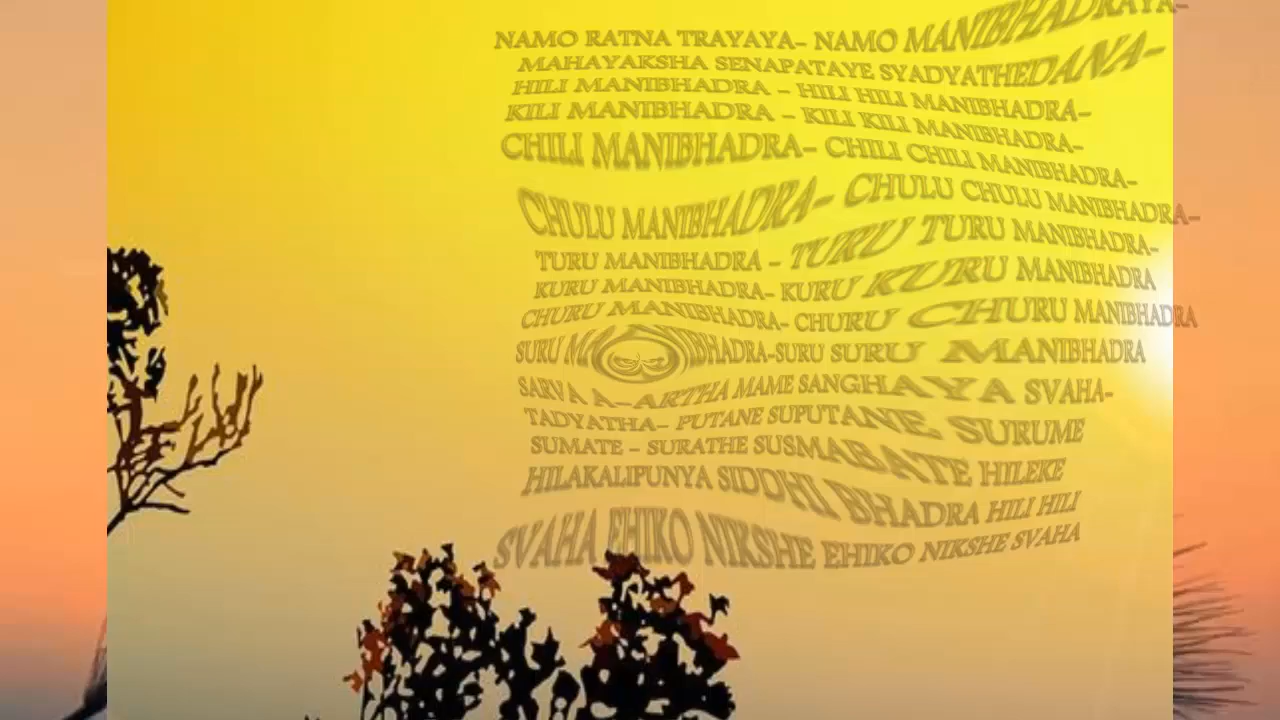 NAMO RATNA TRAYAYA– NAMO MANIBHADRAYA–
MAHAYAKSHA SENAPATAYE SYADYATHEDANA–
HILI MANIBHADRA – HILI HILI MANIBHADRA–
KILI MANIBHADRA – KILI KILI MANIBHADRA–
CHILI MANIBHADRA– CHILI CHILI MANIBHADRA–
CHULU MANIBHADRA– CHULU CHULU MANIBHADRA–
TURU MANIBHADRA – TURU TURU MANIBHADRA–
KURU MANIBHADRA– KURU KURU MANIBHADRA
CHURU MANIBHADRA– CHURU CHURU MANIBHADRA
SURU MANIBHADRA–SURU SURU MANIBHADRA
SARVA A–ARTHA MAME SANGHAYA SVAHA–
TADYATHA– PUTANE SUPUTANE SURUME
SUMATE – SURATHE SUSMABATE HILEKE
HILAKALIPUNYA SIDDHI BHADRA HILI HILI
SVAHA EHIKO NIKSHE EHIKO NIKSHE SVAHA